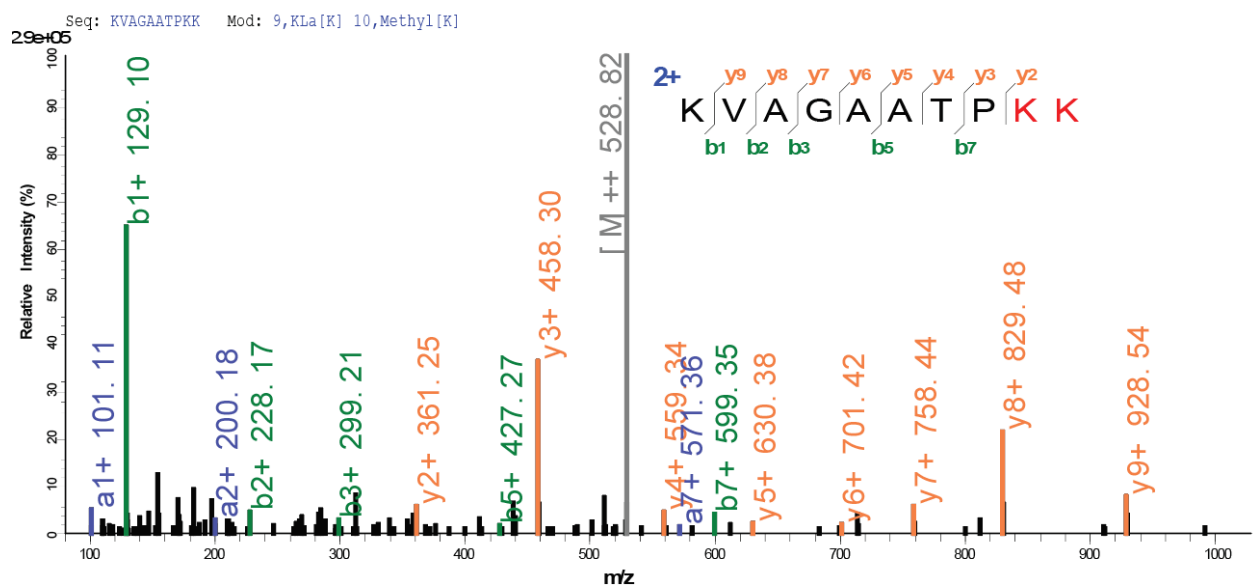 Seq: KVAGAATPKK Mod: 9,KLa[K] 10,Methyl[K]
2.9e+05
100
90
80
70
60
50
40
30
20
10
0
Relative Intensity (%)
a1+ 101. 11
b1+ 129. 10
a2+ 200. 18
b2+ 228. 17
b3+ 299. 21
y2+ 361. 25
b5+ 427. 27
y3+ 458. 30
[ M ++ 528. 82
y4+ 559. 34
a7+ 571. 36
b7+ 599. 35
y5+ 630. 38
y6+ 701. 42
y7+ 758. 44
y8+ 829. 48
y9+ 928. 54
2+
y9 y8 y7 y6 y5 y4 y3 y2
K V A G A A T P K K
b1 b2 b3 b5 b7
100 200 300 400 500 600 700 800 900 1000
m/z